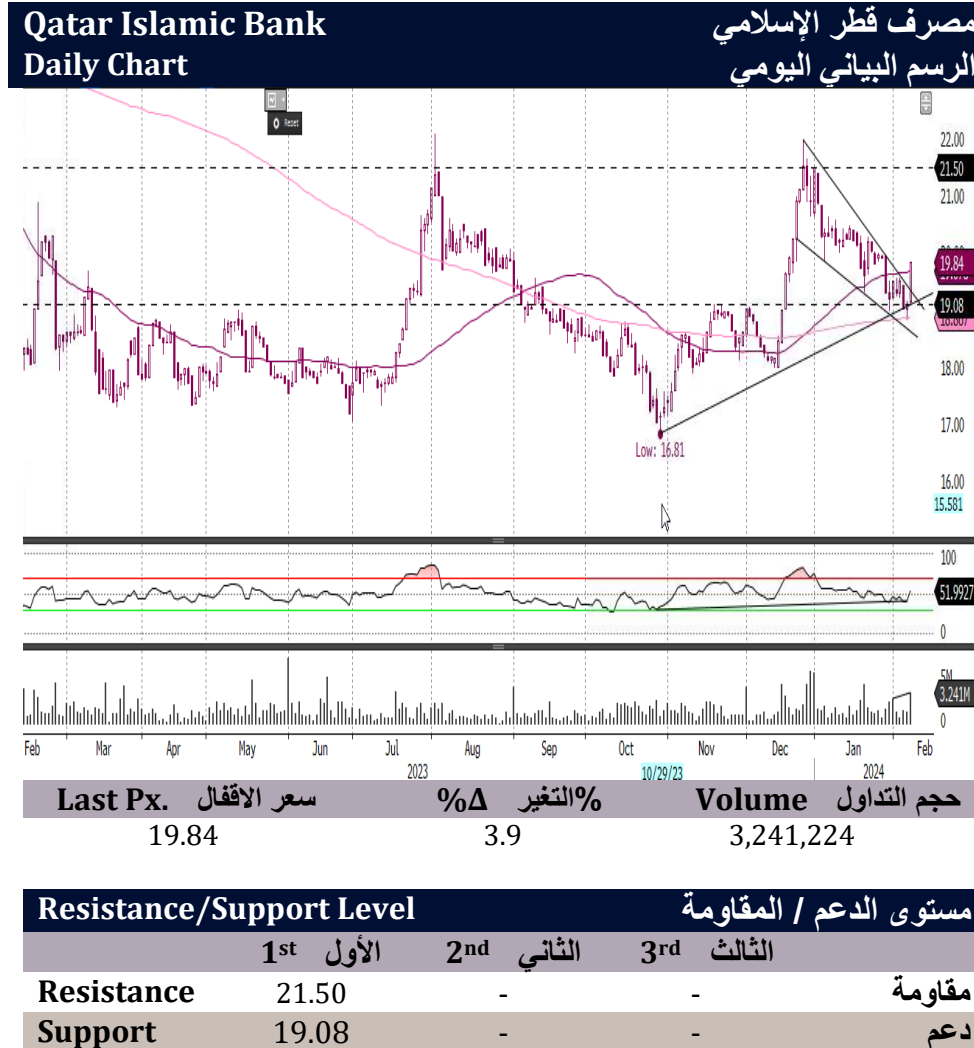 Qatar Islamic Bank مصرف قطر الإسلامي
Daily Chart الرسم البياني اليومي
Reset
22.00
21.50
21.00
19.84
19.08
18.00
17.00
Low: 16.81
16.00
15.581
100
51.9927
0
5M
3.241M
0
Feb Mar Apr May Jun Jul Aug Sep Oct Nov Dec Jan Feb
2023 10/29/23 2024
Last Px. سعر الاقفال %Δ التغير% Volume حجم التداول
19.84 3.9 3,241,224
Resistance/Support Level مستوى الدعم / المقاومة
1st الأول 2nd الثاني 3rd الثالث
Resistance 21.50 - - مقاومة
Support 19.08 - - دعم